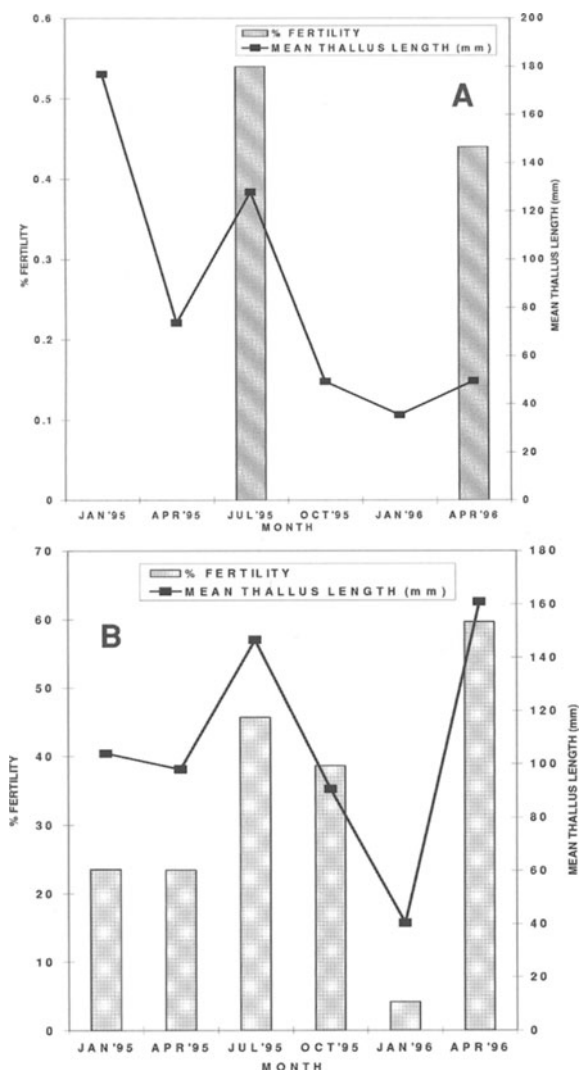 0.6
0.5
0.4
0.3
0.2
0.1
0
% FERTILITY
% FERTILITY
MEAN THALLUS LENGTH (mm)
A
200
180
160
140
120
100
80
60
40
20
0
MEAN THALLUS LENGTH (mm)
JAN'95 APR'95 JUL'95 OCT'95 JAN'96 APR'96
MONTH
70
60
50
40
30
20
10
0
% FERTILITY
% FERTILITY
MEAN THALLUS LENGTH (mm)
B
180
160
140
120
100
80
60
40
20
0
MEAN THALLUS LENGTH (mm)
JAN'95 APR'95 JUL'95 OCT'95 JAN'96 APR'96
MONTH